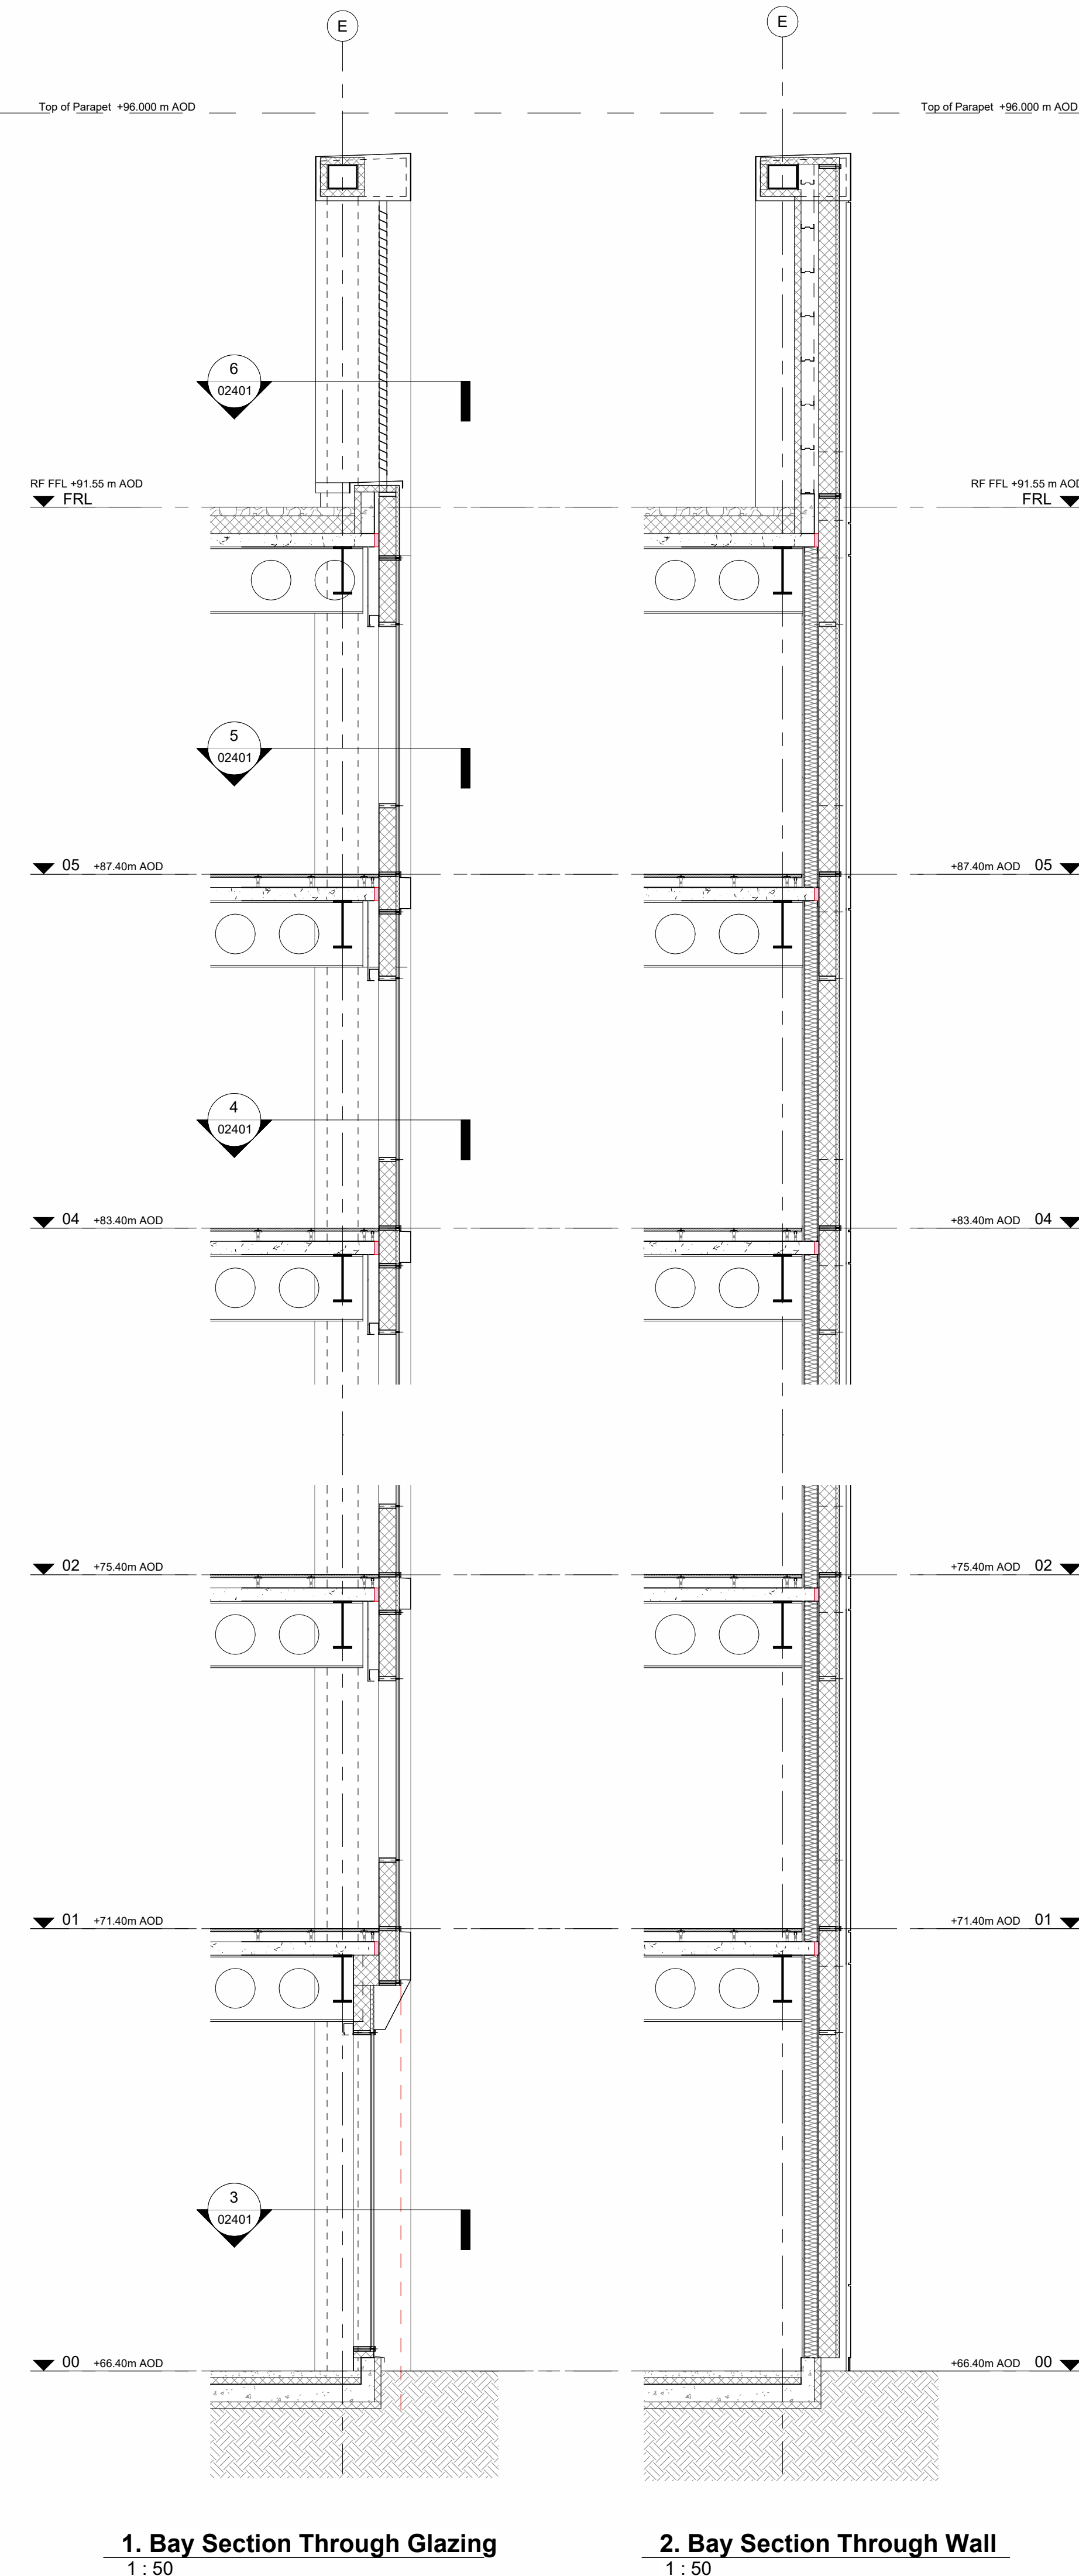 E
E
Top of Parapet +96.000 m AOD
Top of Parapet +96.000 m AOD
6
02401
RF FFL +91.55 m AOD
FRL
RF FFL +91.55 m AOD
FRL
5
02401
05 +87.40m AOD
+87.40m AOD 05
4
02401
04 +83.40m AOD
+83.40m AOD 04
02 +75.40m AOD
+75.40m AOD 02
01 +71.40m AOD
+71.40m AOD 01
3
02401
00 +66.40m AOD
+66.40m AOD 00
1. Bay Section Through Glazing
1 : 50
2. Bay Section Through Wall
1 : 50